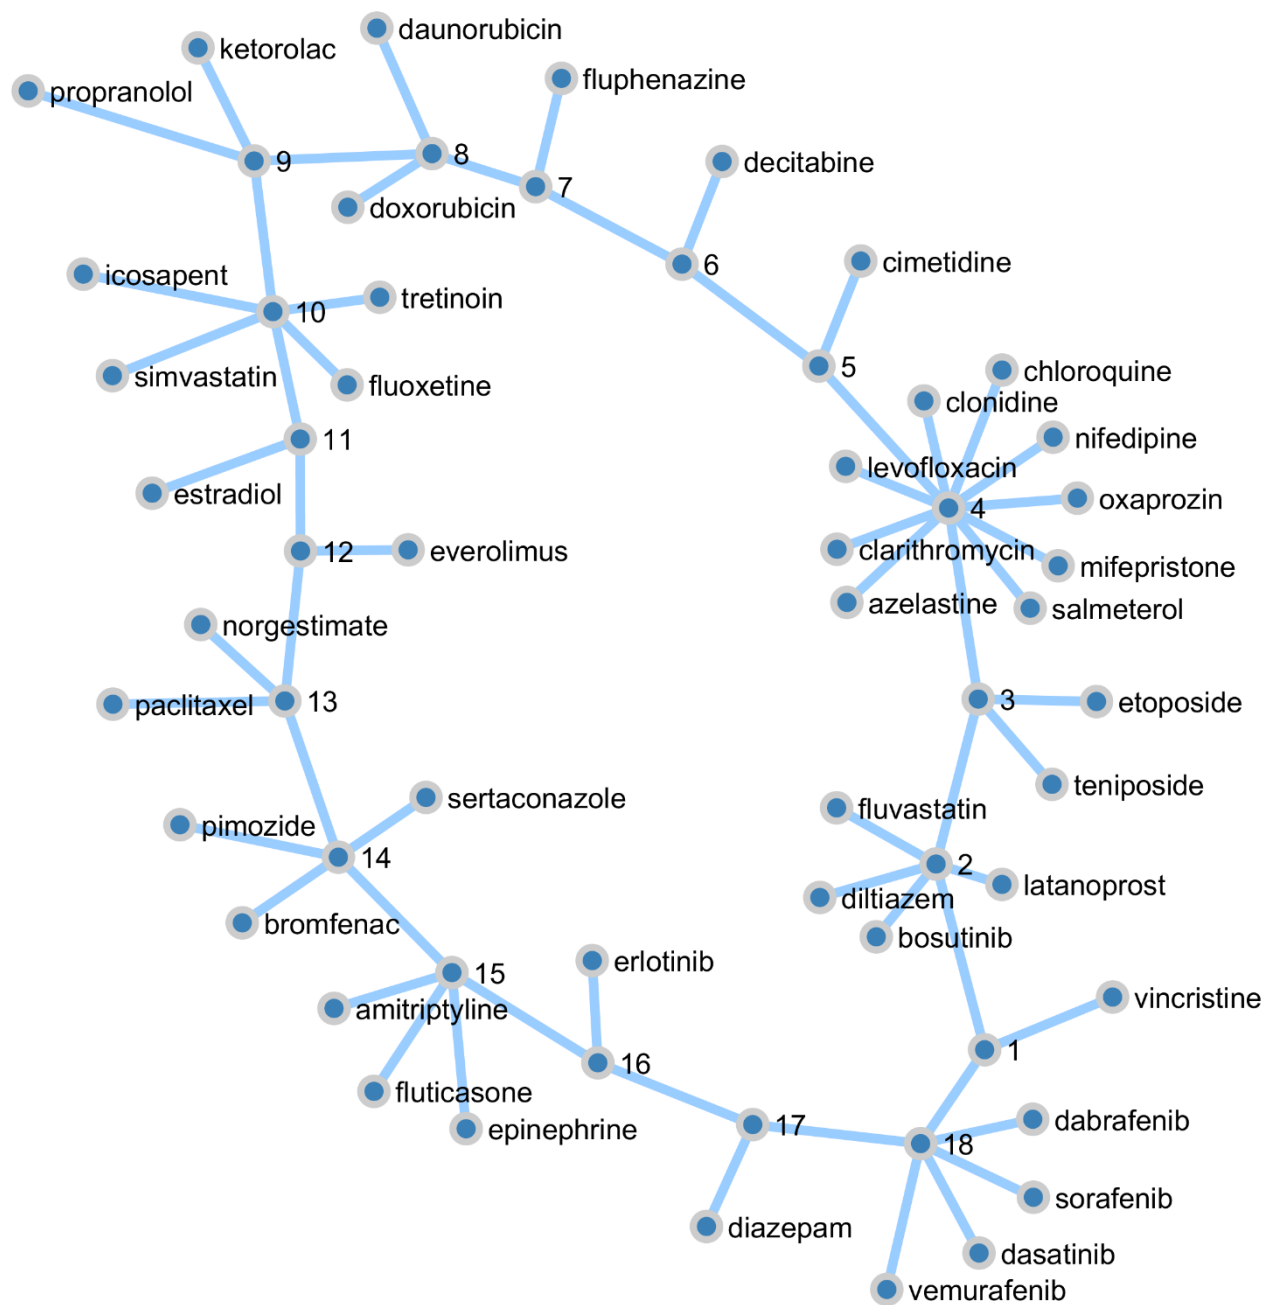 daunorubicin
ketorolac
fluphenazine
propranolol
8
9
decitabine
7
doxorubicin
6
cimetidine
icosapent
tretinoin
10
5
chloroquine
simvastatin
fluoxetine
clonidine
11
nifedipine
levofloxacin
estradiol
oxaprozin
4
12
everolimus
clarithromycin
mifepristone
azelastine
salmeterol
norgestimate
13
3
etoposide
paclitaxel
teniposide
sertaconazole
fluvastatin
pimozide
14
2
latanoprost
diltiazem
bromfenac
bosutinib
erlotinib
15
vincristine
amitriptyline
1
16
fluticasone
dabrafenib
epinephrine
17
18
sorafenib
diazepam
dasatinib
vemurafenib